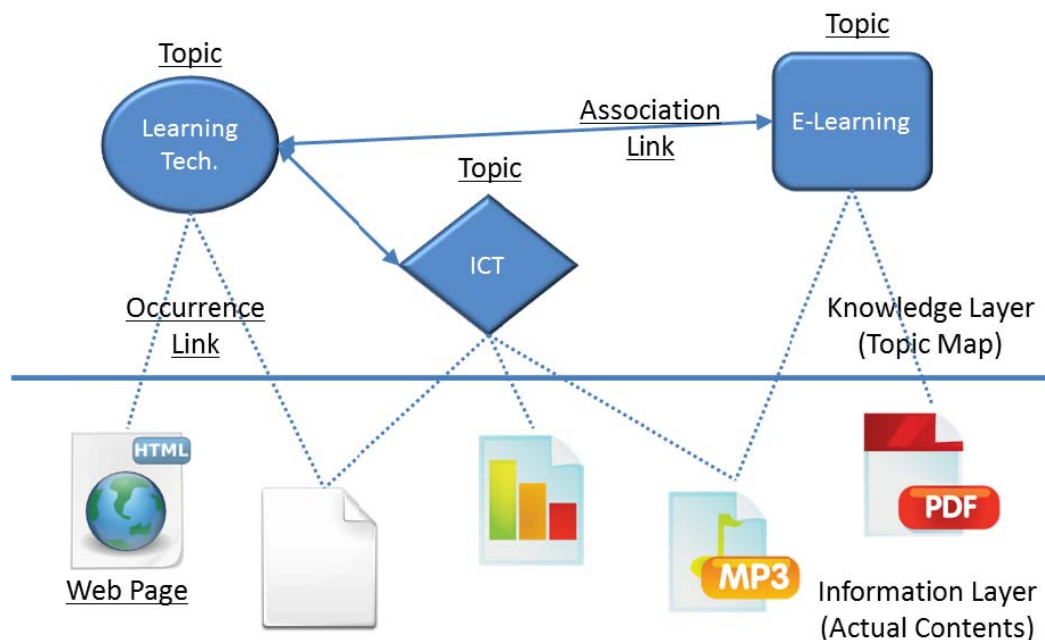 Topic
Topic
Learning
Tech.
Association
Link
E-Learning
Topic
ICT
Occurrence
Link
Knowledge Layer
(Topic Map)
HTML
Web Page
MP3
PDF
Information Layer
(Actual Contents)